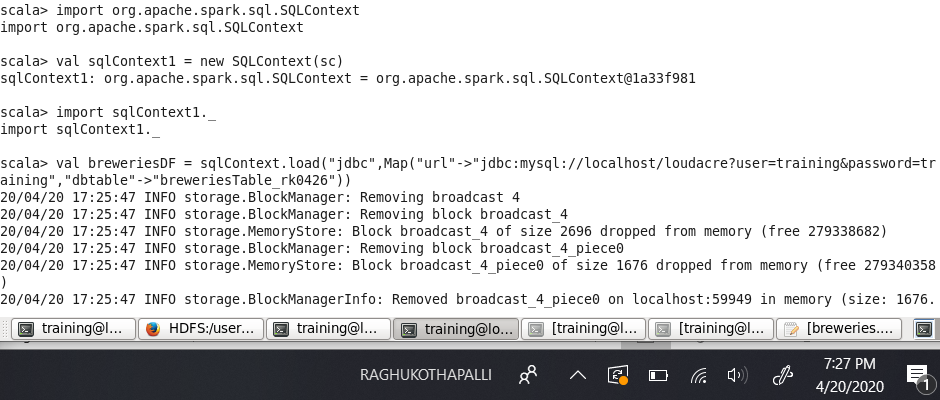 scala> import org.apache.spark.sql.SQLContext
import org.apache.spark.sql.SQLContext
scala> val sqlContext1 = new SQLContext(sc)
sqlContext1: org.apache.spark.sql.SQLContext = org.apache.spark.sql.SQLContext@1a33f981
scala> import sqlContext1._
import sqlContext1._
scala> val breweriesDF = sqlContext.load("jdbc",Map("url"->"jdbc:mysql://localhost/loudacre?user=training&password=tr
aining","dbtable"->"breweriesTable_rk0426"))
20/04/20 17:25:47 INFO storage.BlockManager: Removing broadcast 4
20/04/20 17:25:47 INFO storage.BlockManager: Removing block broadcast_4
20/04/20 17:25:47 INFO storage.MemoryStore: Block broadcast_4 of size 2696 dropped from memory (free 279338682)
20/04/20 17:25:47 INFO storage.BlockManager: Removing block broadcast_4_piece0
20/04/20 17:25:47 INFO storage.MemoryStore: Block broadcast_4_piece0 of size 1676 dropped from memory (free 279340358
)
20/04/20 17:25:47 INFO storage.BlockManagerInfo: Removed broadcast_4_piece0 on localhost:59949 in memory (size: 1676.
training@l... HDFS:/user... training@l... training@lo... [training@l... [training@l... [breweries....
RAGHUKOTHAPALLI 7:27 PM
4/20/2020 1